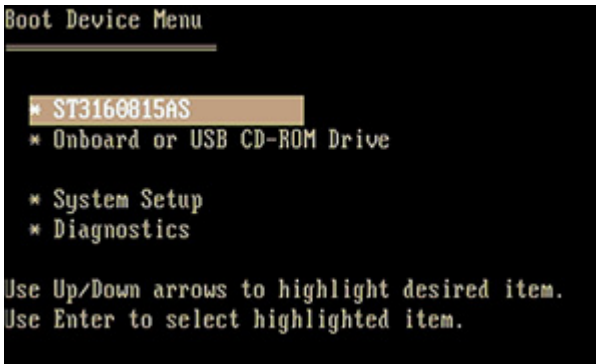 Boot Device Menu
* ST3160815AS
* Onboard or USB CD-ROM Drive
* System Setup
* Diagnostics
Use Up/Down arrows to highlight desired item.
Use Enter to select highlighted item.